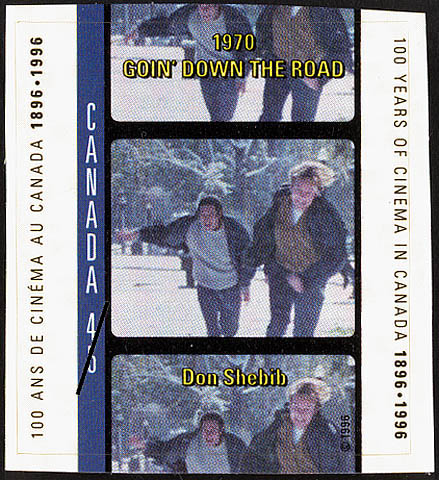 100 ANS DE CINÉMA AU CANADA 1896•1996
CANADA 45
1970
GOIN' DOWN THE ROAD
Don Shebib
©1996
100 YEARS OF CINEMA IN CANADA 1896•1996